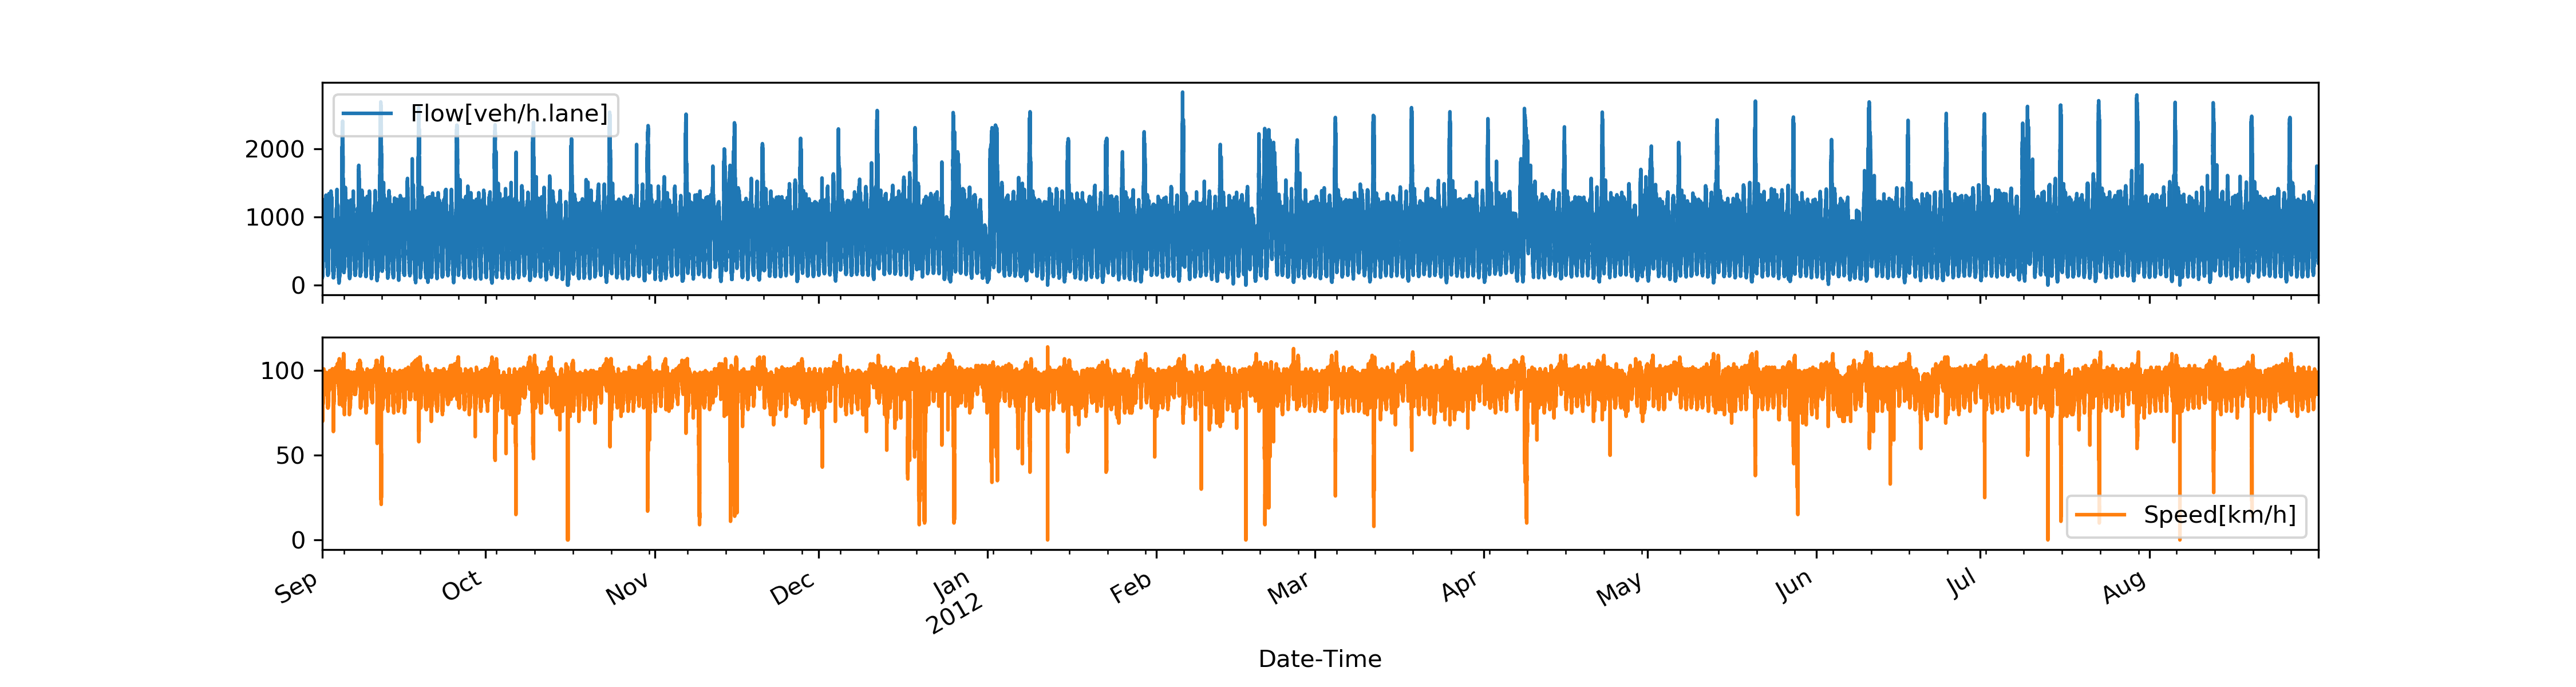 Flow[veh/h.lane]
2000
1000
0
100
50
0
Speed[km/h]
Sep
Oct
Nov
Dec
Jan
2012
Feb
Mar
Apr
May
Jun
Jul
Aug
Date-Time